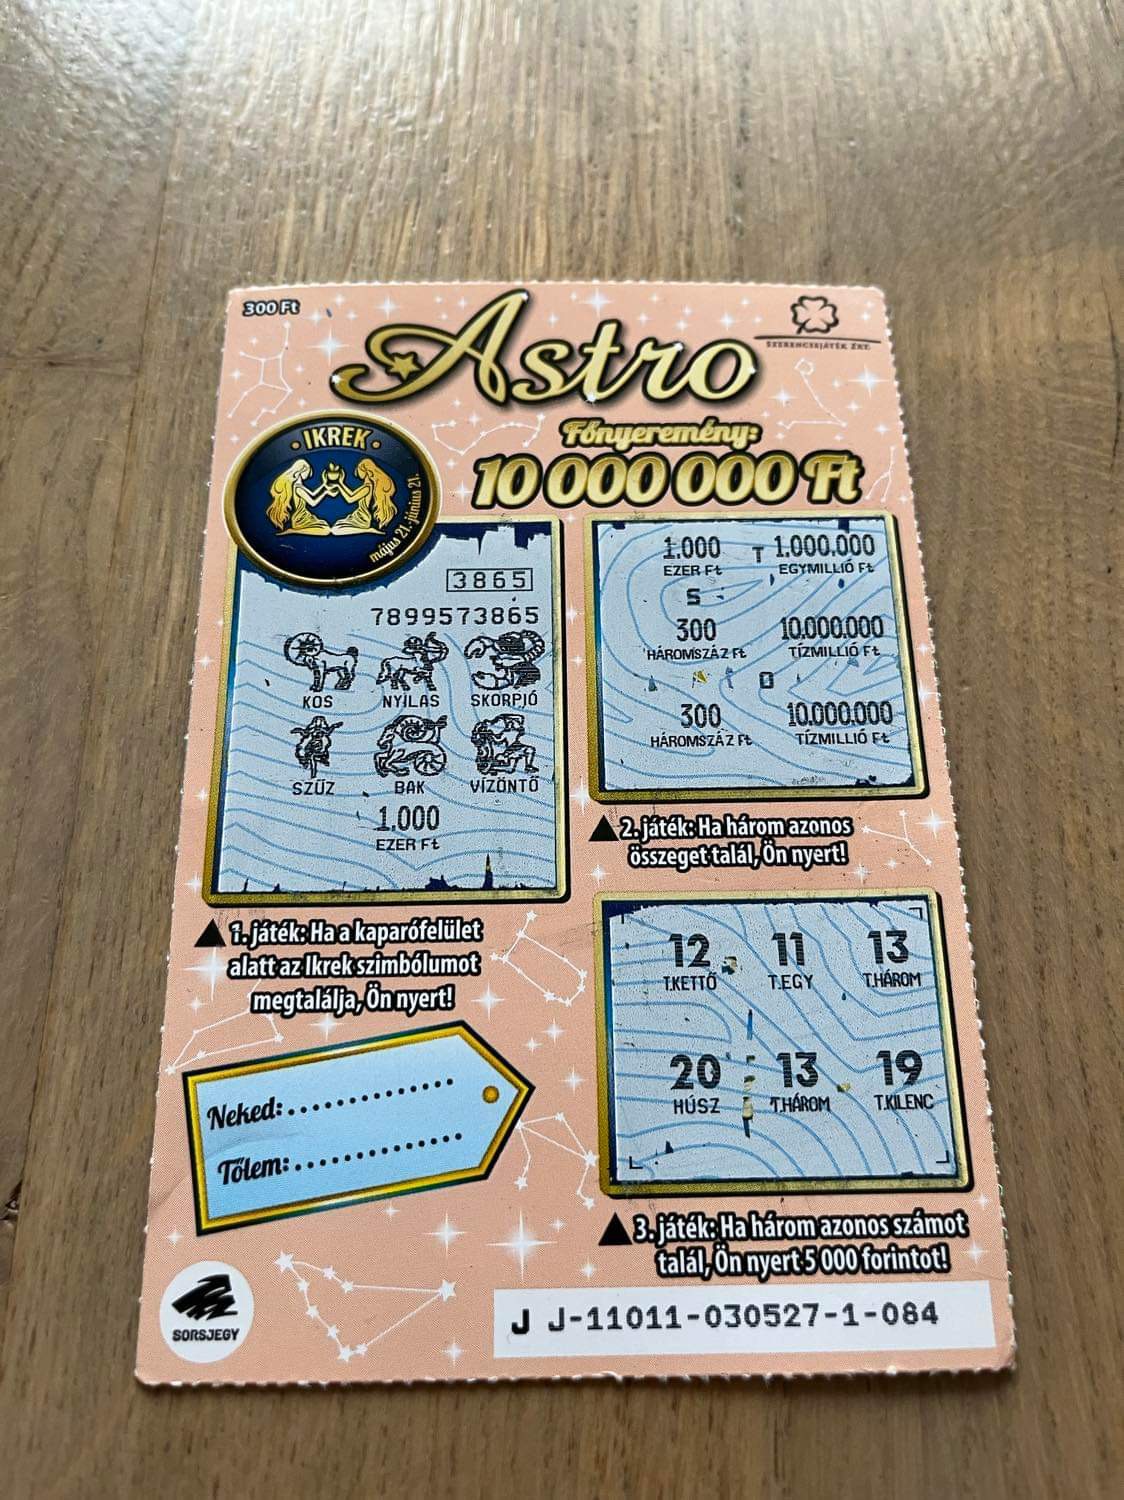 300 Ft
Astro
SZERENCSEJÁTÉK ZRT.
Főnyeremény:
10 000 000 Ft
• IKREK •
május 21.-június 21.
3865
7899573865
KOS NYILAS SKORPIÓ
SZŰZ BAK VÍZÖNTŐ
1.000
EZER Ft
1. játék: Ha a kaparófelület
alatt az Ikrek szimbólumot
megtalálja, Ön nyert!
1.000 T 1.000.000
EZER Ft EGYMILLIÓ Ft
S
300 10.000.000
HÁROMSZÁZ Ft TÍZMILLIÓ Ft
O
300 10.000.000
HÁROMSZÁZ Ft TÍZMILLIÓ Ft
2. játék: Ha három azonos
összeget talál, Ön nyert!
12 11 13
T.KETTŐ T.EGY T.HÁROM
20 13 19
HÚSZ T.HÁROM T.KILENC
3. játék: Ha három azonos számot
talál, Ön nyert 5 000 forintot!
Neked:..............
Tőlem:..............
SORSJEGY
J J-11011-030527-1-084